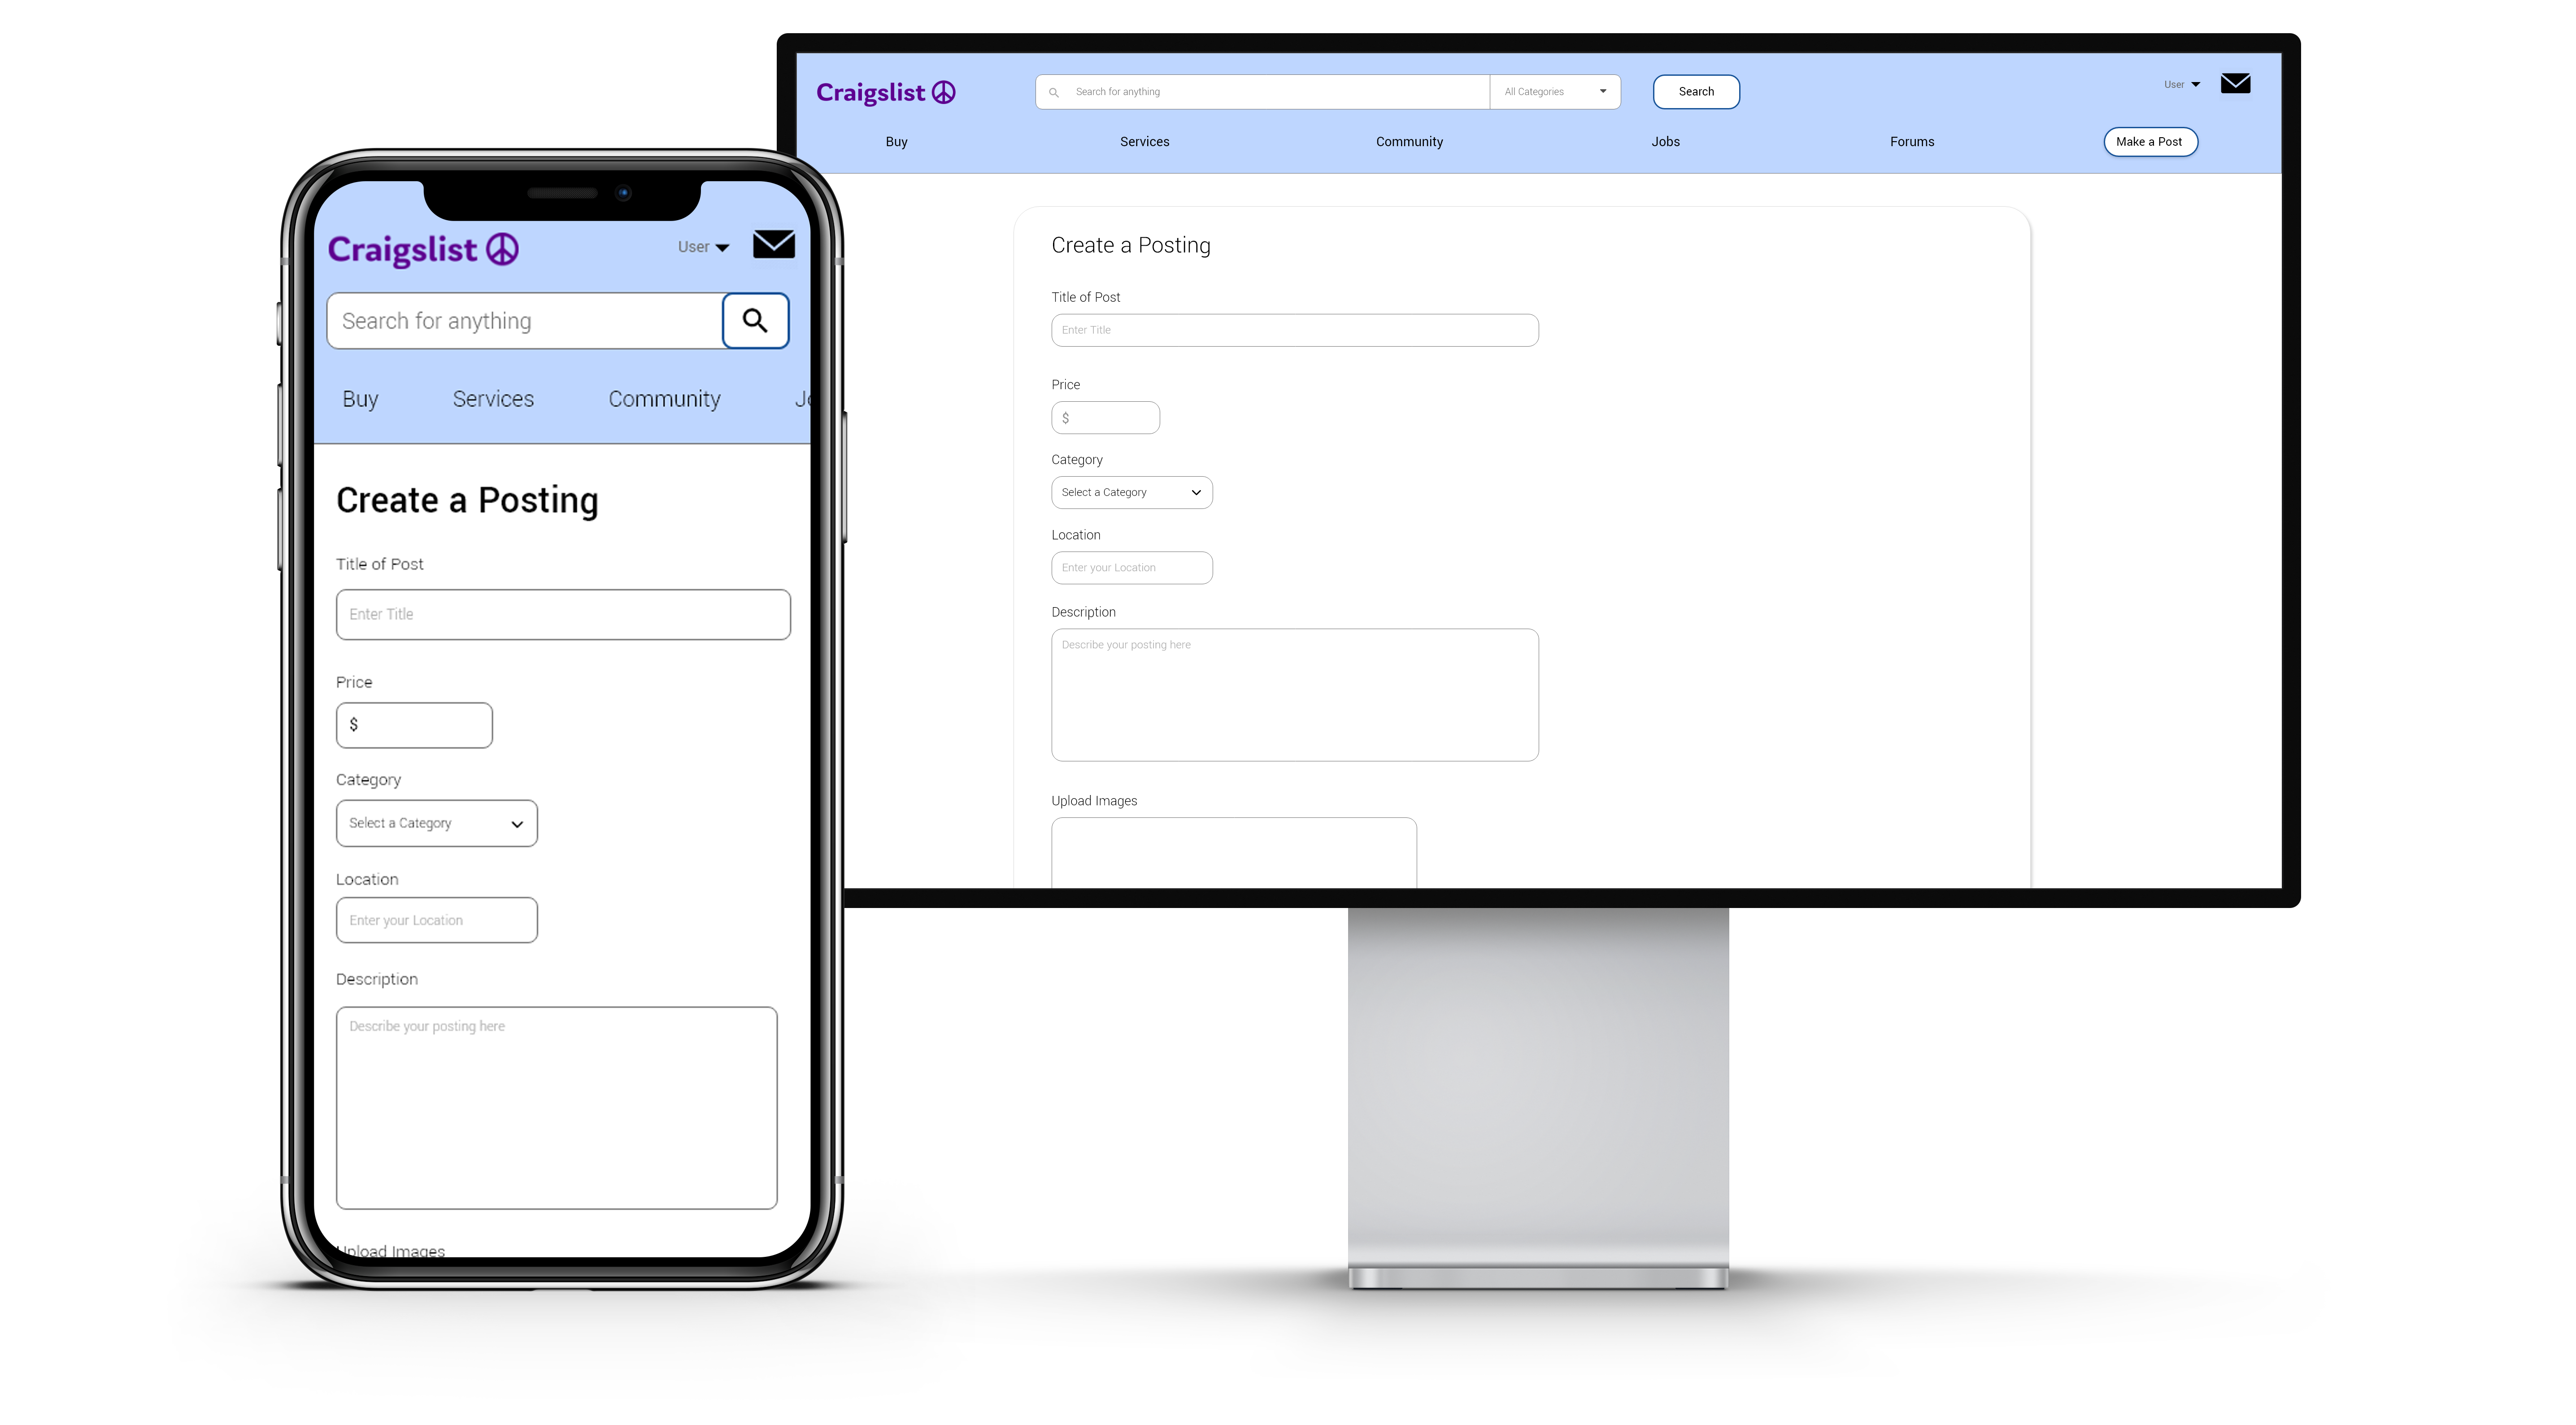 Craigslist
User
Search for anything
Buy Services Community
Create a Posting
Title of Post
Enter Title
Price
$
Category
Select a Category
Location
Enter your Location
Description
Describe your posting here
Upload Images
Craigslist
Search for anything
All Categories
Search
User
Buy Services Community Jobs Forums Make a Post
Create a Posting
Title of Post
Enter Title
Price
$
Category
Select a Category
Location
Enter your Location
Description
Describe your posting here
Upload Images